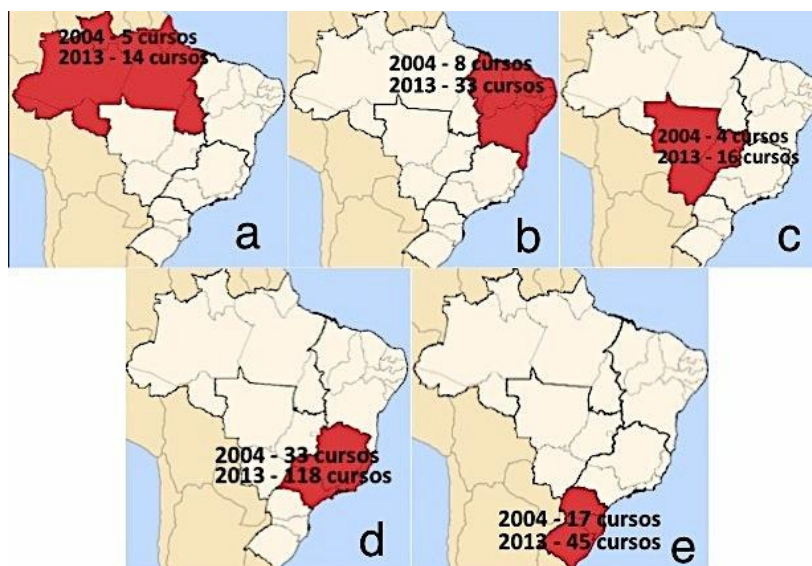 2004 - 5 cursos
2013 - 14 cursos
a
2004 - 8 cursos
2013 - 33 cursos
b
2004 - 4 cursos
2013 - 16 cursos
c
2004 - 33 cursos
2013 - 118 cursos
d
2004 - 17 cursos
2013 - 45 cursos
e